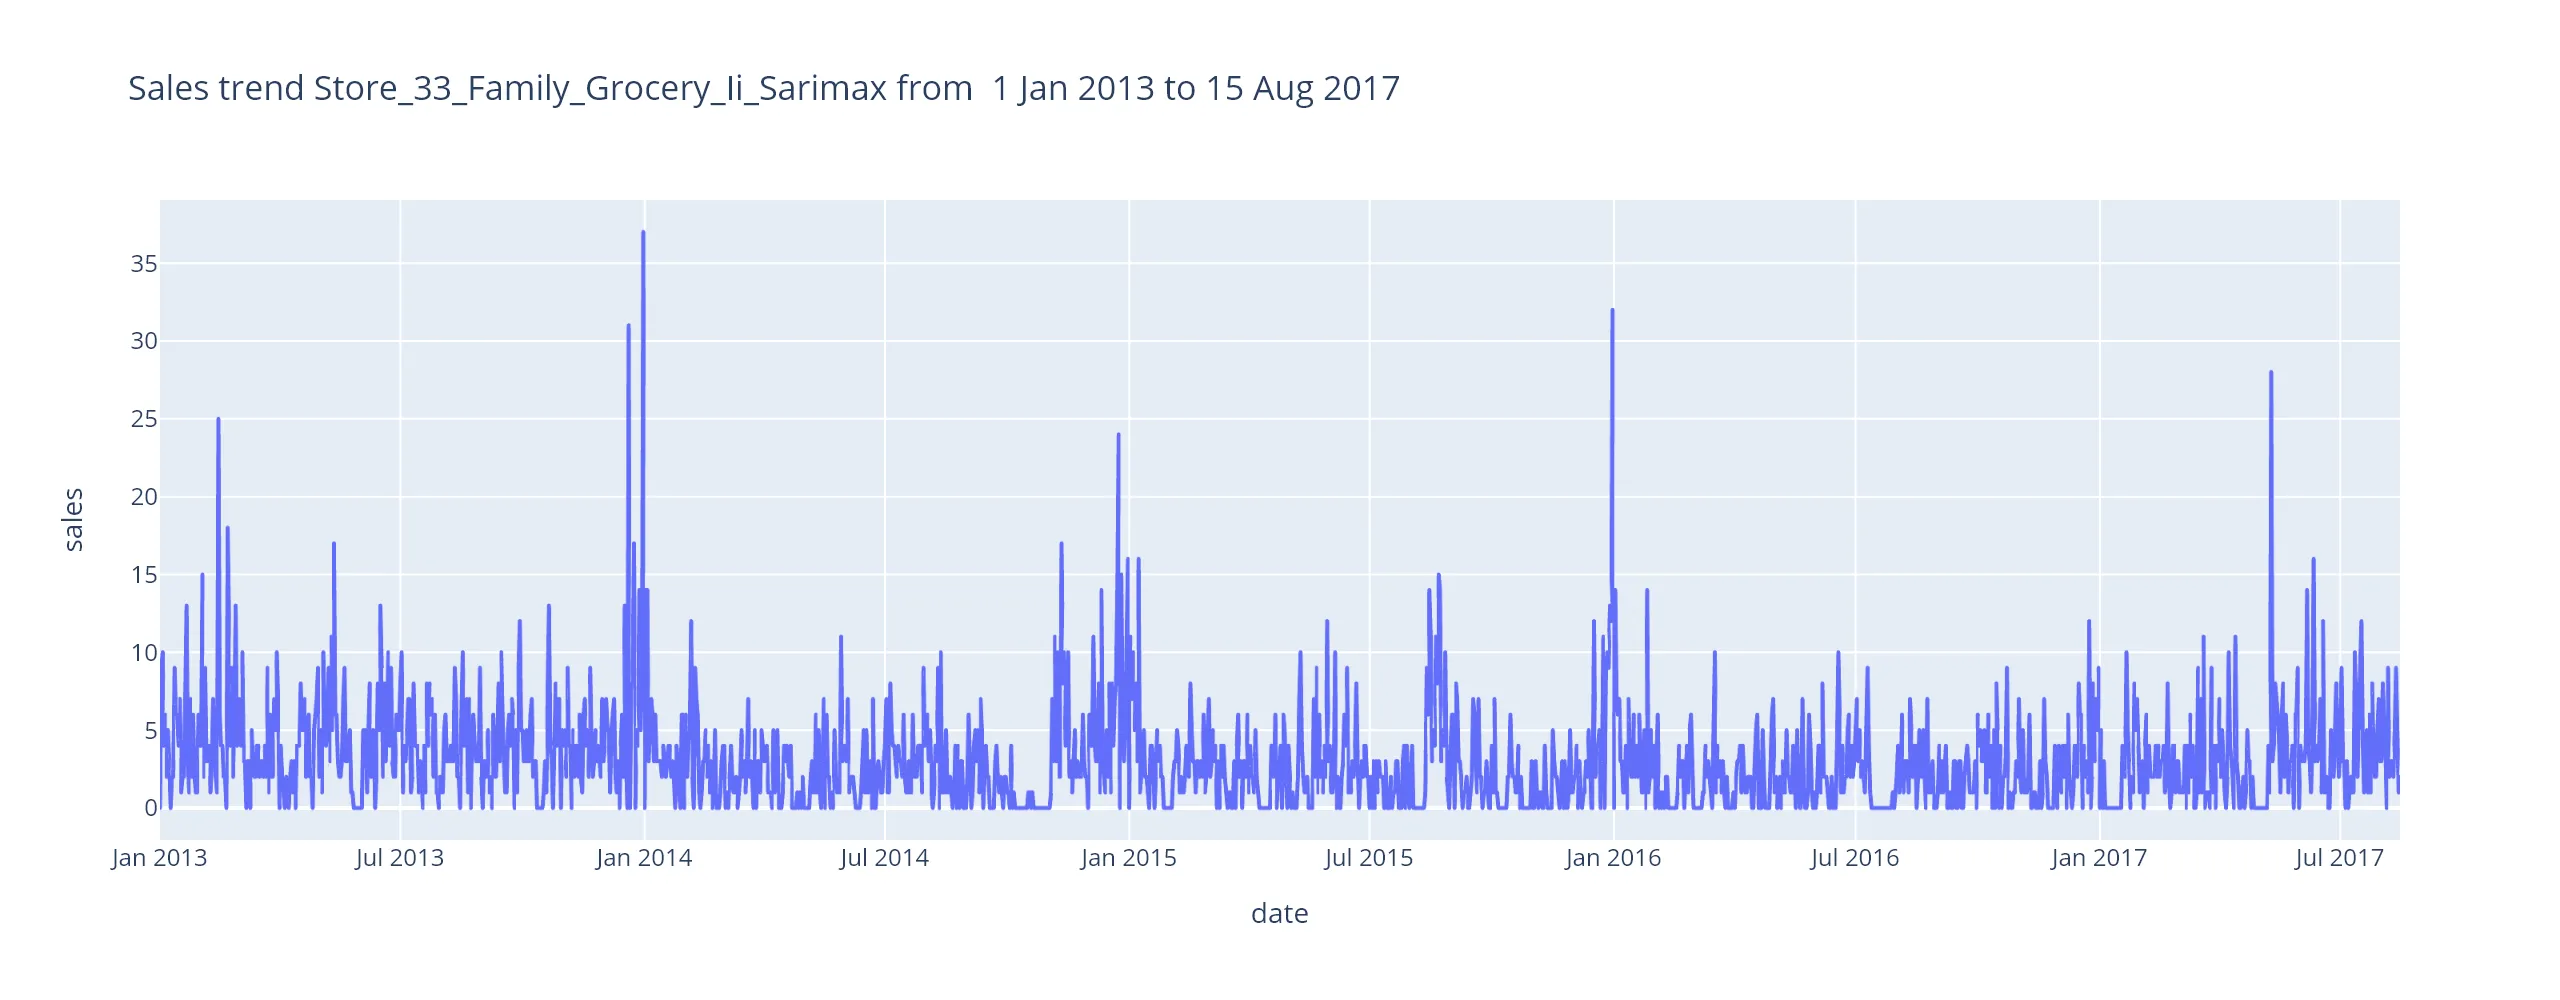 Sales trend Store_33_Family_Grocery_Ii_Sarimax from  1 Jan 2013 to 15 Aug 2017
35
30
25
20
15
10
5
0
sales
Jan 2013 Jul 2013 Jan 2014 Jul 2014 Jan 2015 Jul 2015 Jan 2016 Jul 2016 Jan 2017 Jul 2017
date